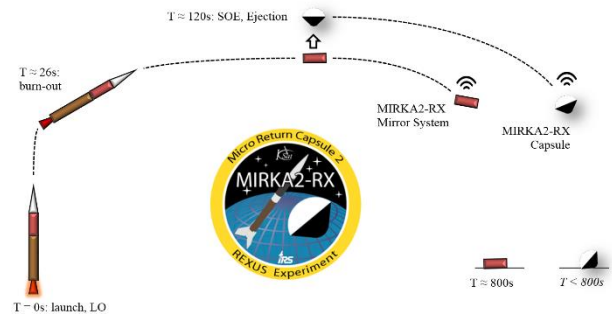 T ≈ 120s: SOE, Ejection
T ≈ 26s:
burn-out
MIRKA2-RX
Mirror System
MIRKA2-RX
Capsule
Micro Return Capsule 2
KSat
MIRKA2-RX
REXUS Experiment
IRS
T = 0s: launch, LO
T ≈ 800s
T < 800s